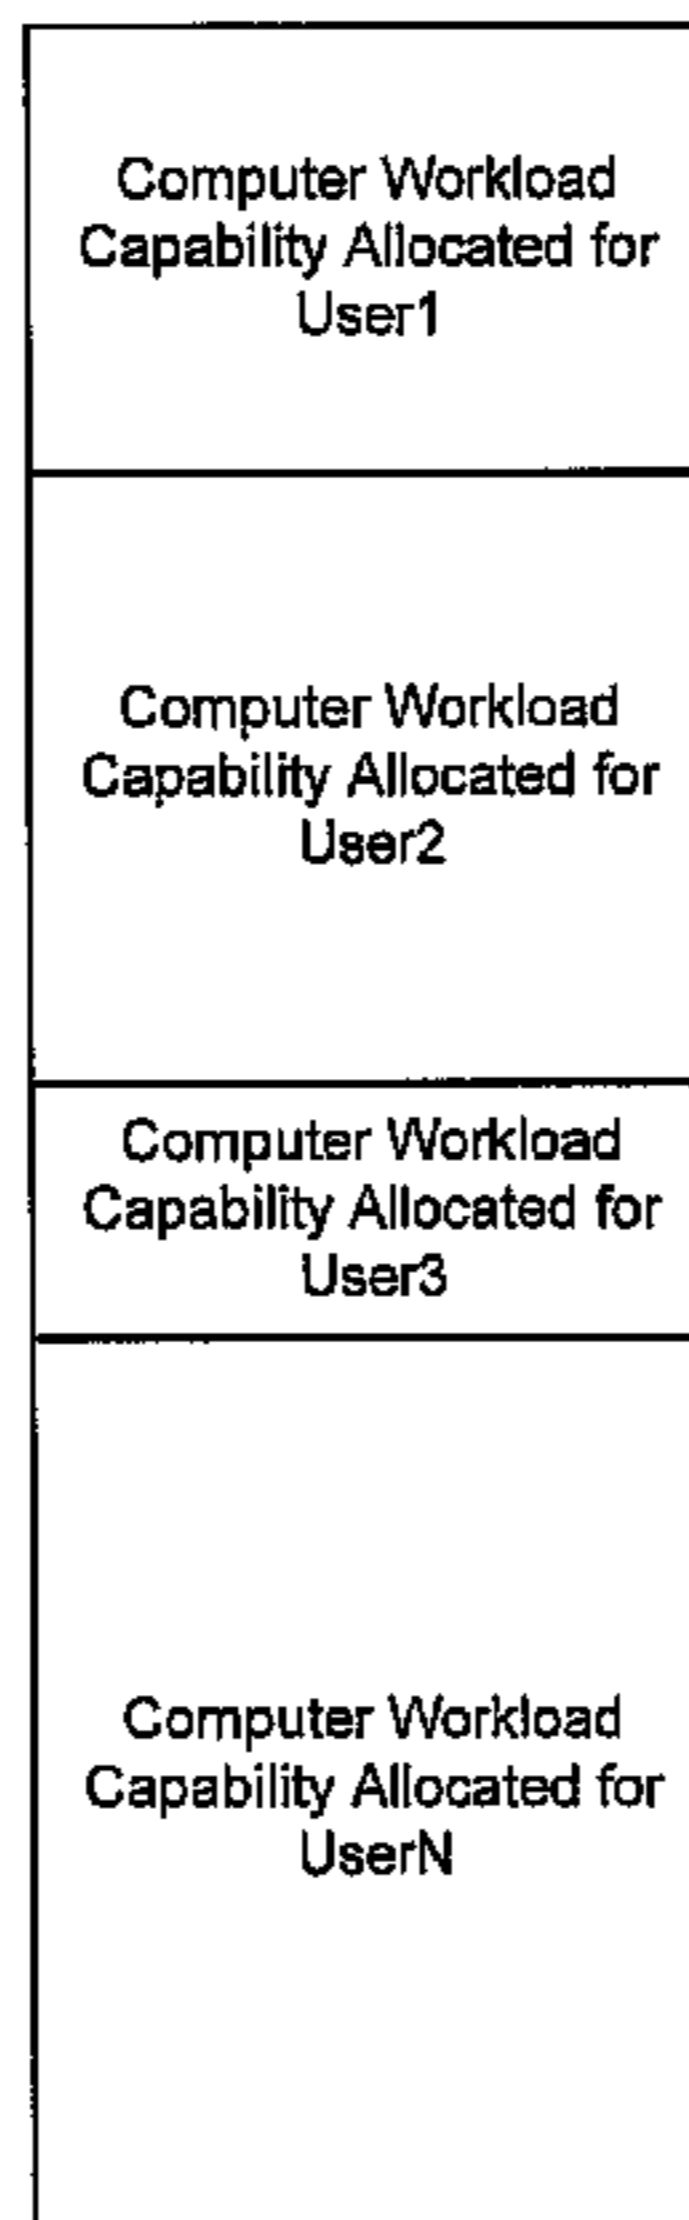 Computer Workload
Capability Allocated for
User1
Computer Workload
Capability Allocated for
User2
Computer Workload
Capability Allocated for
User3
Computer Workload
Capability Allocated for
UserN